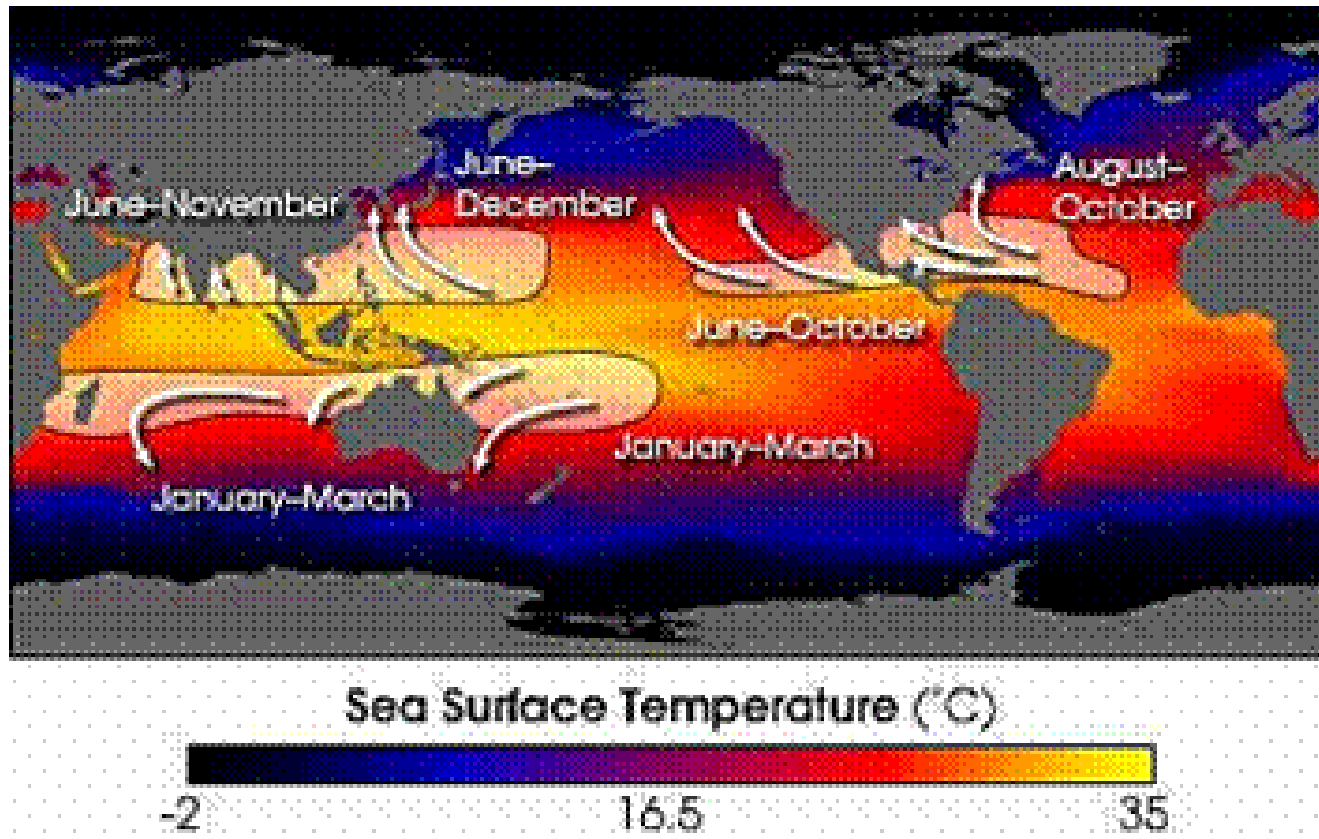 June–
December
June–November
August–
October
June–October
January–March
January–March
Sea Surface Temperature (°C)
-2
16.5
35